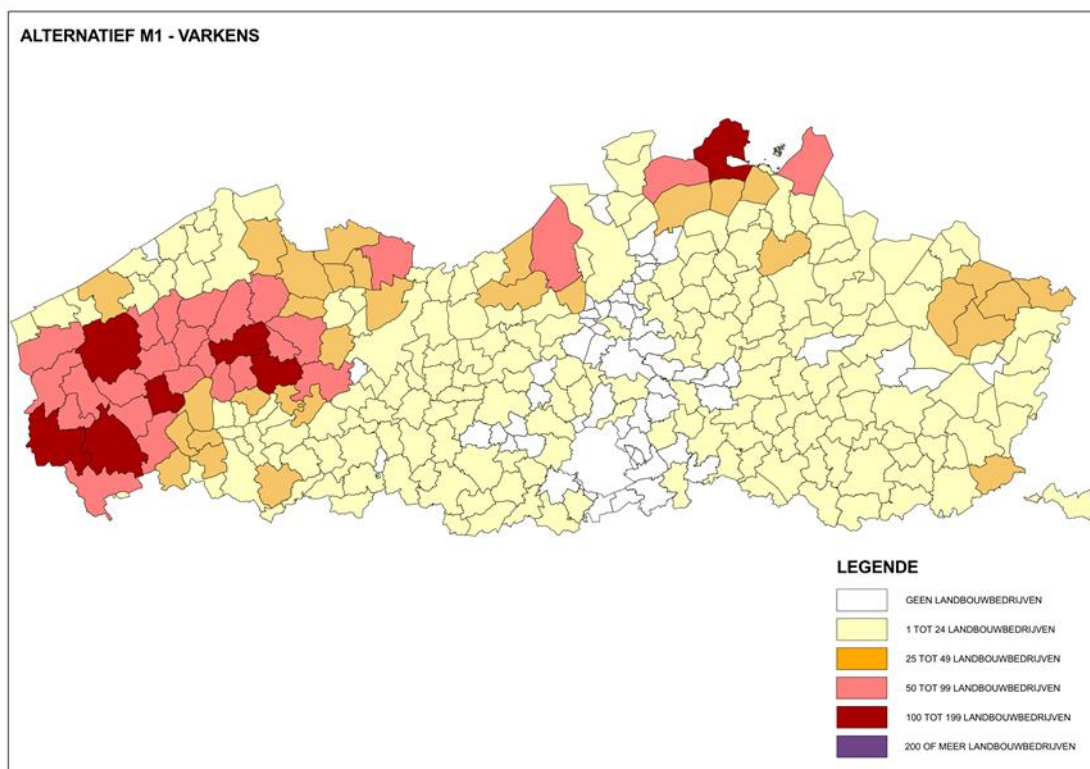 ALTERNATIEF M1 - VARKENS
LEGENDE
GEEN LANDBOUWBEDRIJVEN
1 TOT 24 LANDBOUWBEDRIJVEN
25 TOT 49 LANDBOUWBEDRIJVEN
50 TOT 99 LANDBOUWBEDRIJVEN
100 TOT 199 LANDBOUWBEDRIJVEN
200 OF MEER LANDBOUWBEDRIJVEN